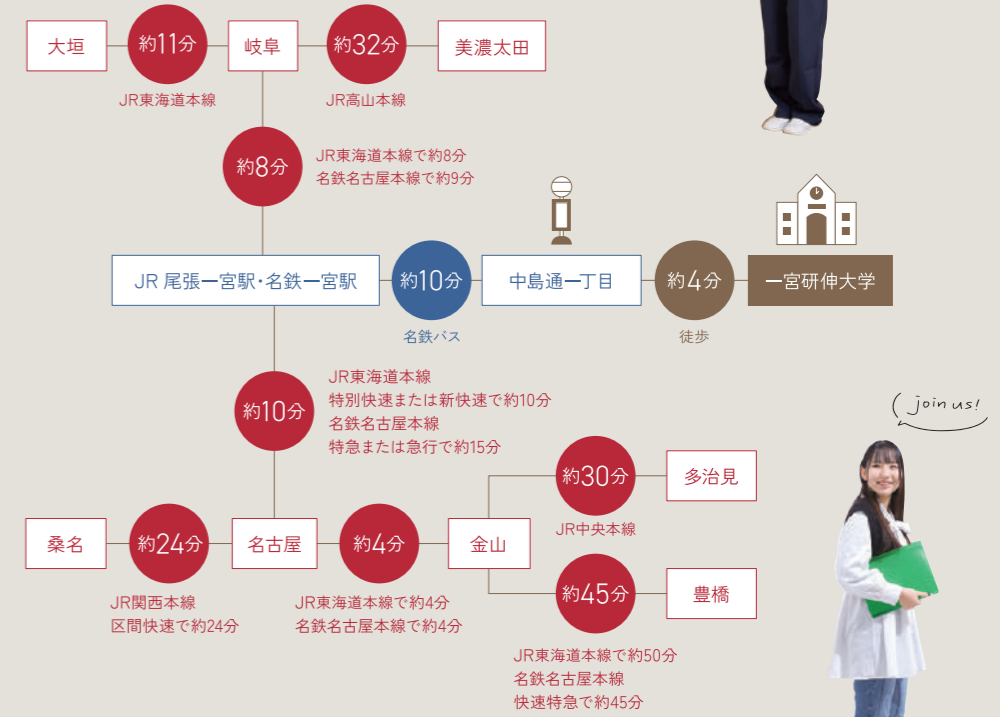 大垣
約11分
岐阜
約32分
美濃太田
JR東海道本線
JR高山本線
約8分
JR東海道本線で約8分
名鉄名古屋本線で約9分
JR 尾張一宮駅・名鉄一宮駅
約10分
中島通一丁目
約4分
一宮研伸大学
名鉄バス
徒歩
約10分
JR東海道本線
特別快速または新快速で約10分
名鉄名古屋本線
特急または急行で約15分
join us!
約30分
多治見
JR中央本線
桑名
約24分
名古屋
約4分
金山
JR関西本線
区間快速で約24分
JR東海道本線で約4分
名鉄名古屋本線で約4分
約45分
豊橋
JR東海道本線で約50分
名鉄名古屋本線
快速特急で約45分